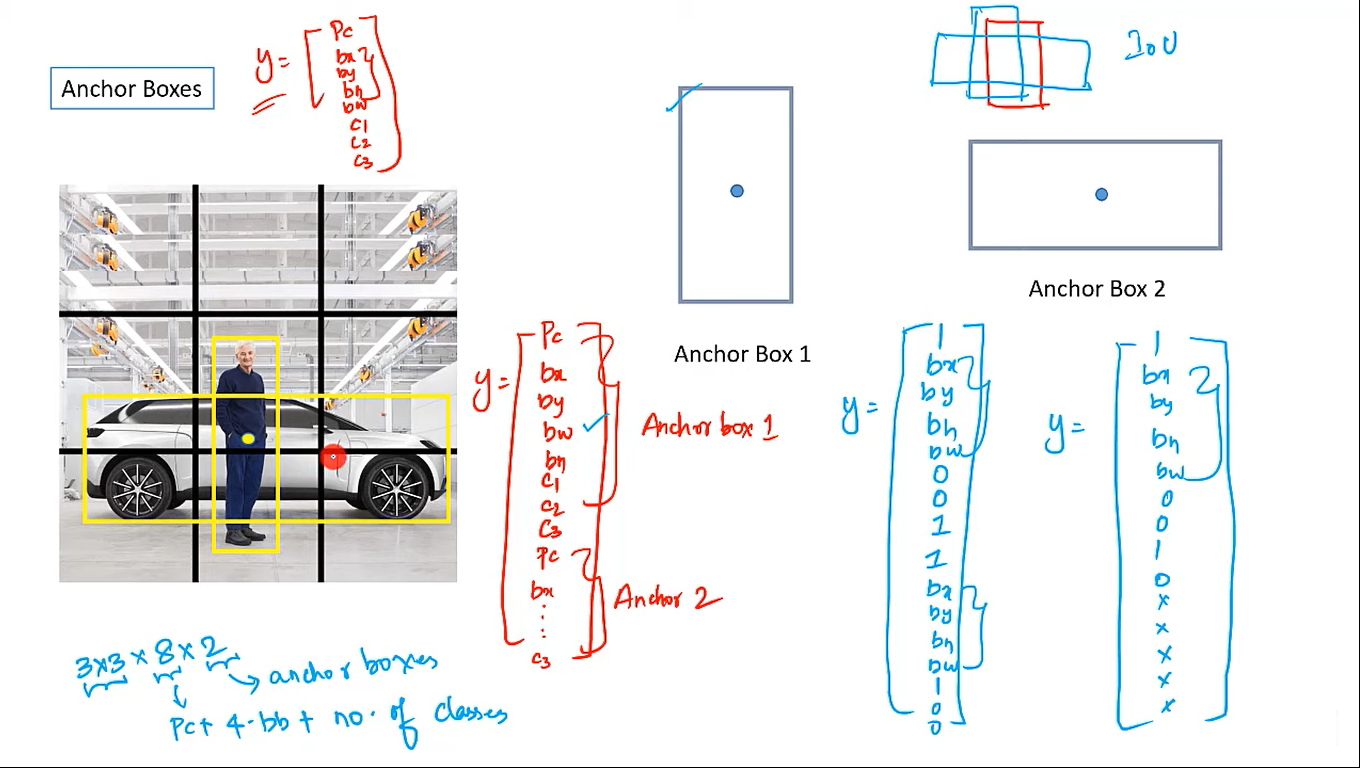 Anchor Boxes
y =
Pc
bx
by
bh
bw
C1
C2
C3
IoU
Anchor Box 1
Anchor Box 2
y =
Pc
bx
by
bw
bh
C1
C2
C3
Pc
bx
⋮
C3
Anchor box 1
Anchor 2
y =
1
bx
by
bh
bw
0
0
1
1
bx
by
bh
bw
1
0
0
y =
1
bx
by
bh
bw
0
0
1
0
x
x
x
x
x
3x3 x 8 x 2
anchor boxes
Pc + 4.bb + no. of classes